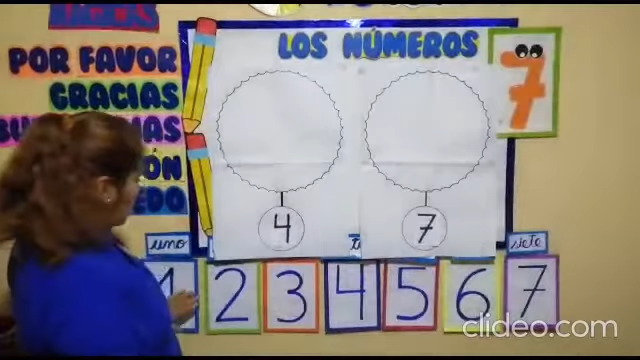 LOS NÚMEROS
POR FAVOR
GRACIAS
7
4 7
uno siete
1 2 3 4 5 6 7
clideo.com